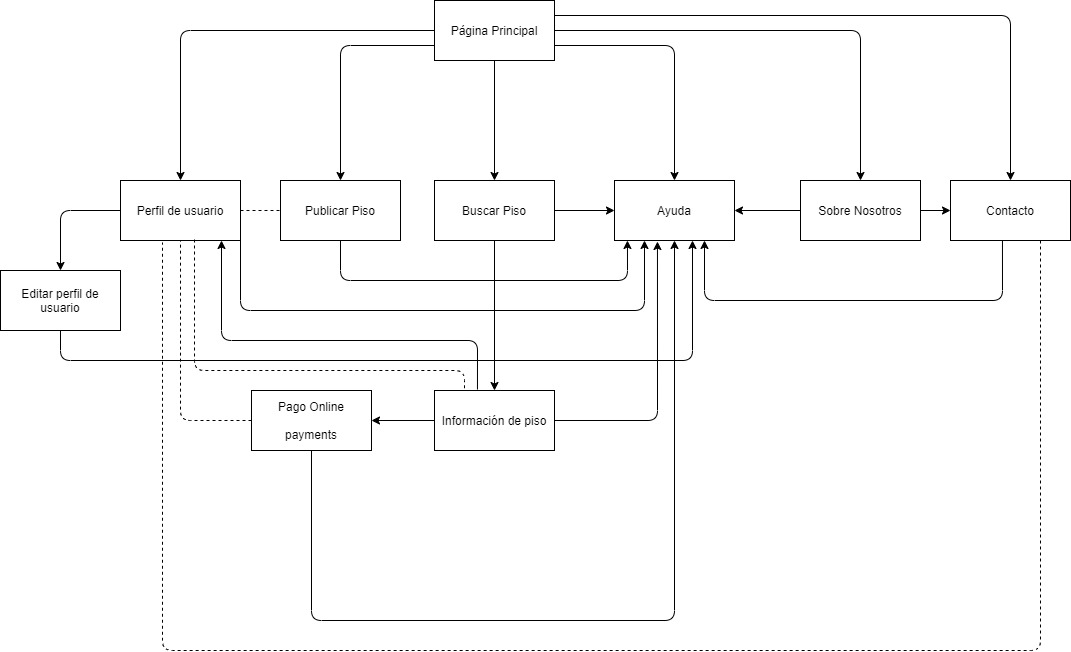 Página Principal
Perfil de usuario
Publicar Piso
Buscar Piso
Ayuda
Sobre Nosotros
Contacto
Editar perfil de
usuario
Pago Online
payments
Información de piso